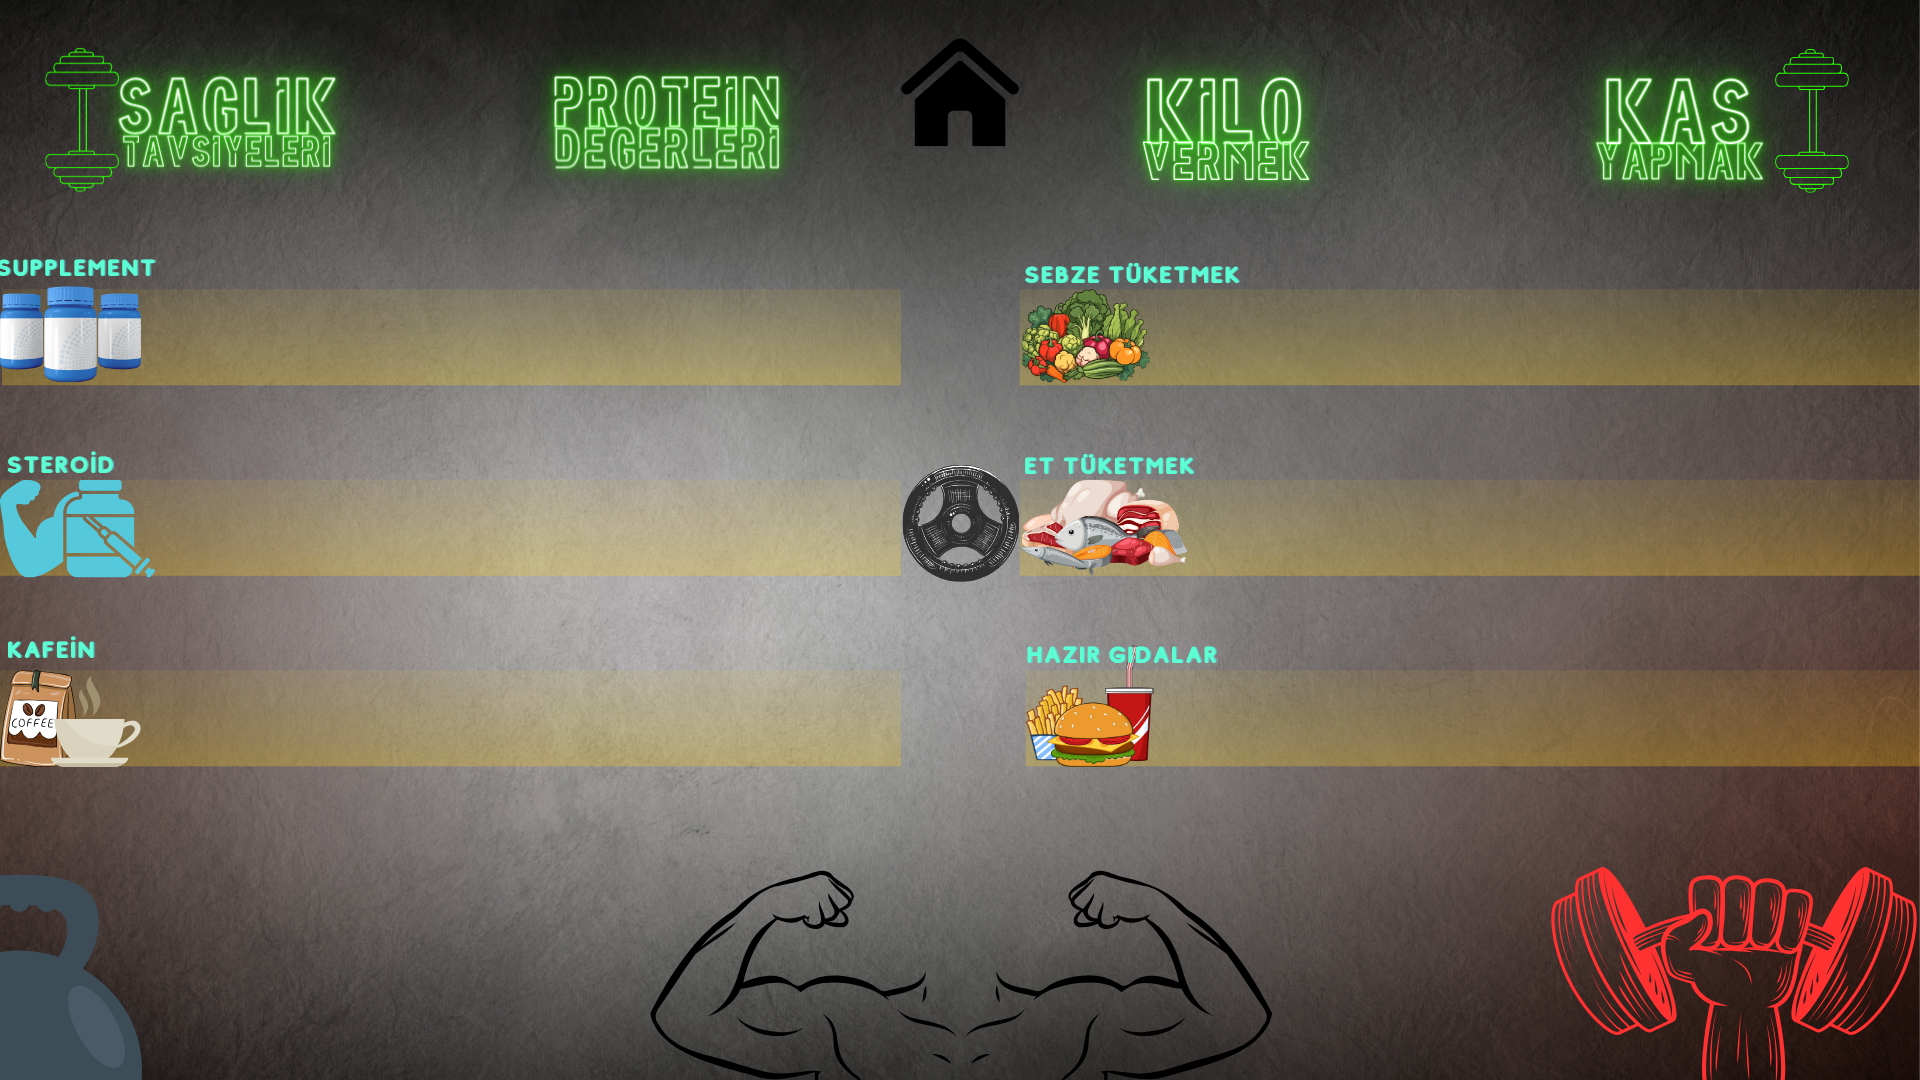 SAGLiK
TAVSiYELERi
PROTEiN
DEGERLERi
KiLO
VERMEK
KAS
YAPMAK
SUPPLEMENT
SEBZE TÜKETMEK
STEROİD
ET TÜKETMEK
KAFEİN
COFFEE
HAZIR GIDALAR